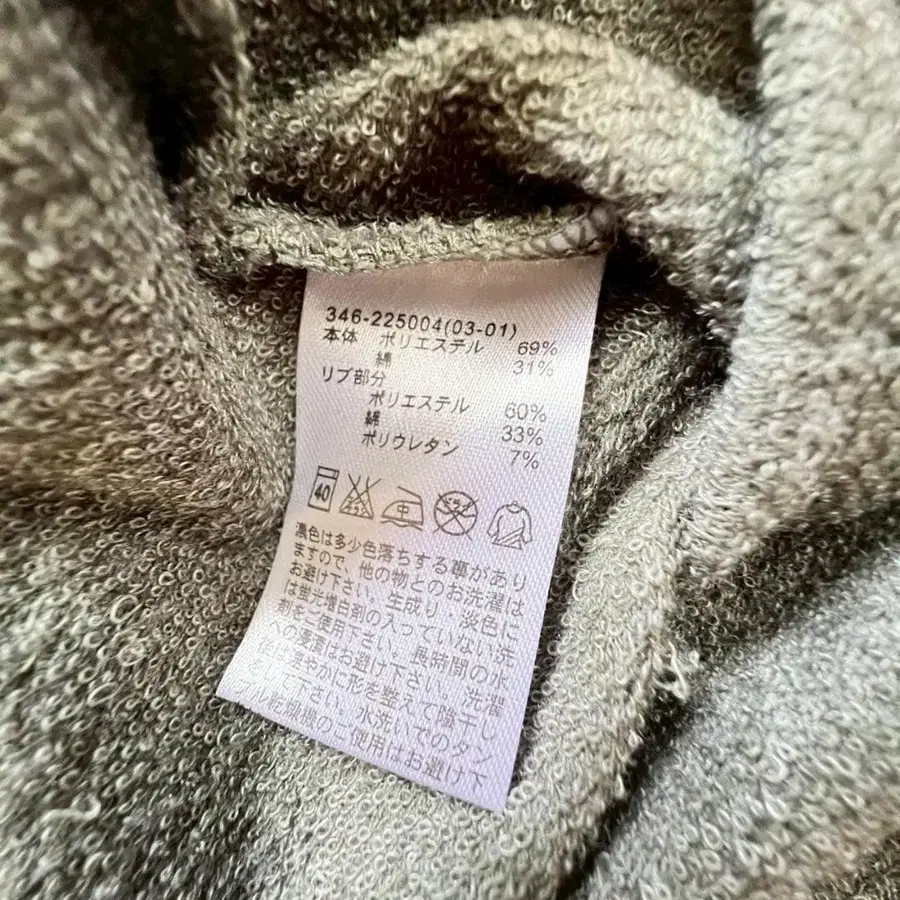 346-225004(03-01)
本体 ポリエステル 69%
綿 31%
リブ部分
ポリエステル 60%
綿 33%
ポリウレタン 7%
40 中
濃色は多少色落ちする事があり
ますので、他の物とのお洗濯は
お避け下さい。生成り、淡色に
は蛍光増白剤の入っていない洗
剤をご使用下さい。長時間の水
への浸漬はお避け下さい。洗濯
後は速やかに形を整えて陰干し
して下さい。水洗いでのタン
ブル乾燥機のご使用はお避け下